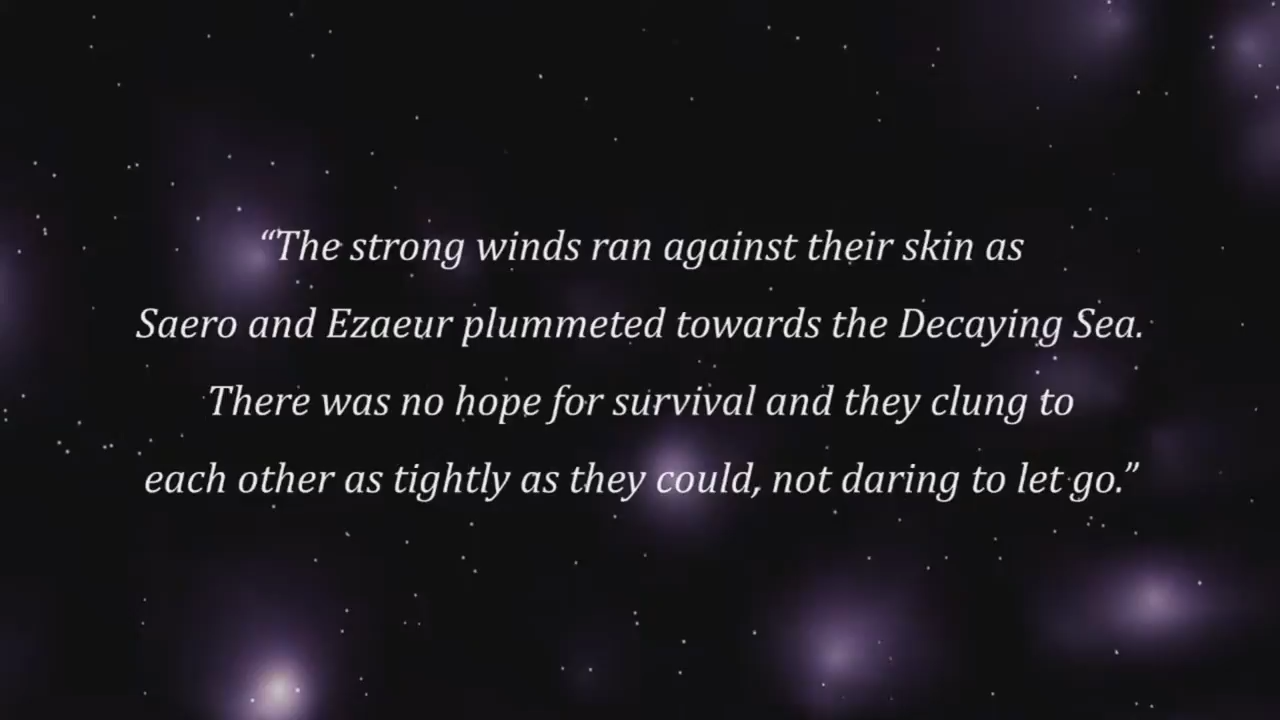 “The strong winds ran against their skin as
Saero and Ezaeur plummeted towards the Decaying Sea.
There was no hope for survival and they clung to
each other as tightly as they could, not daring to let go.”